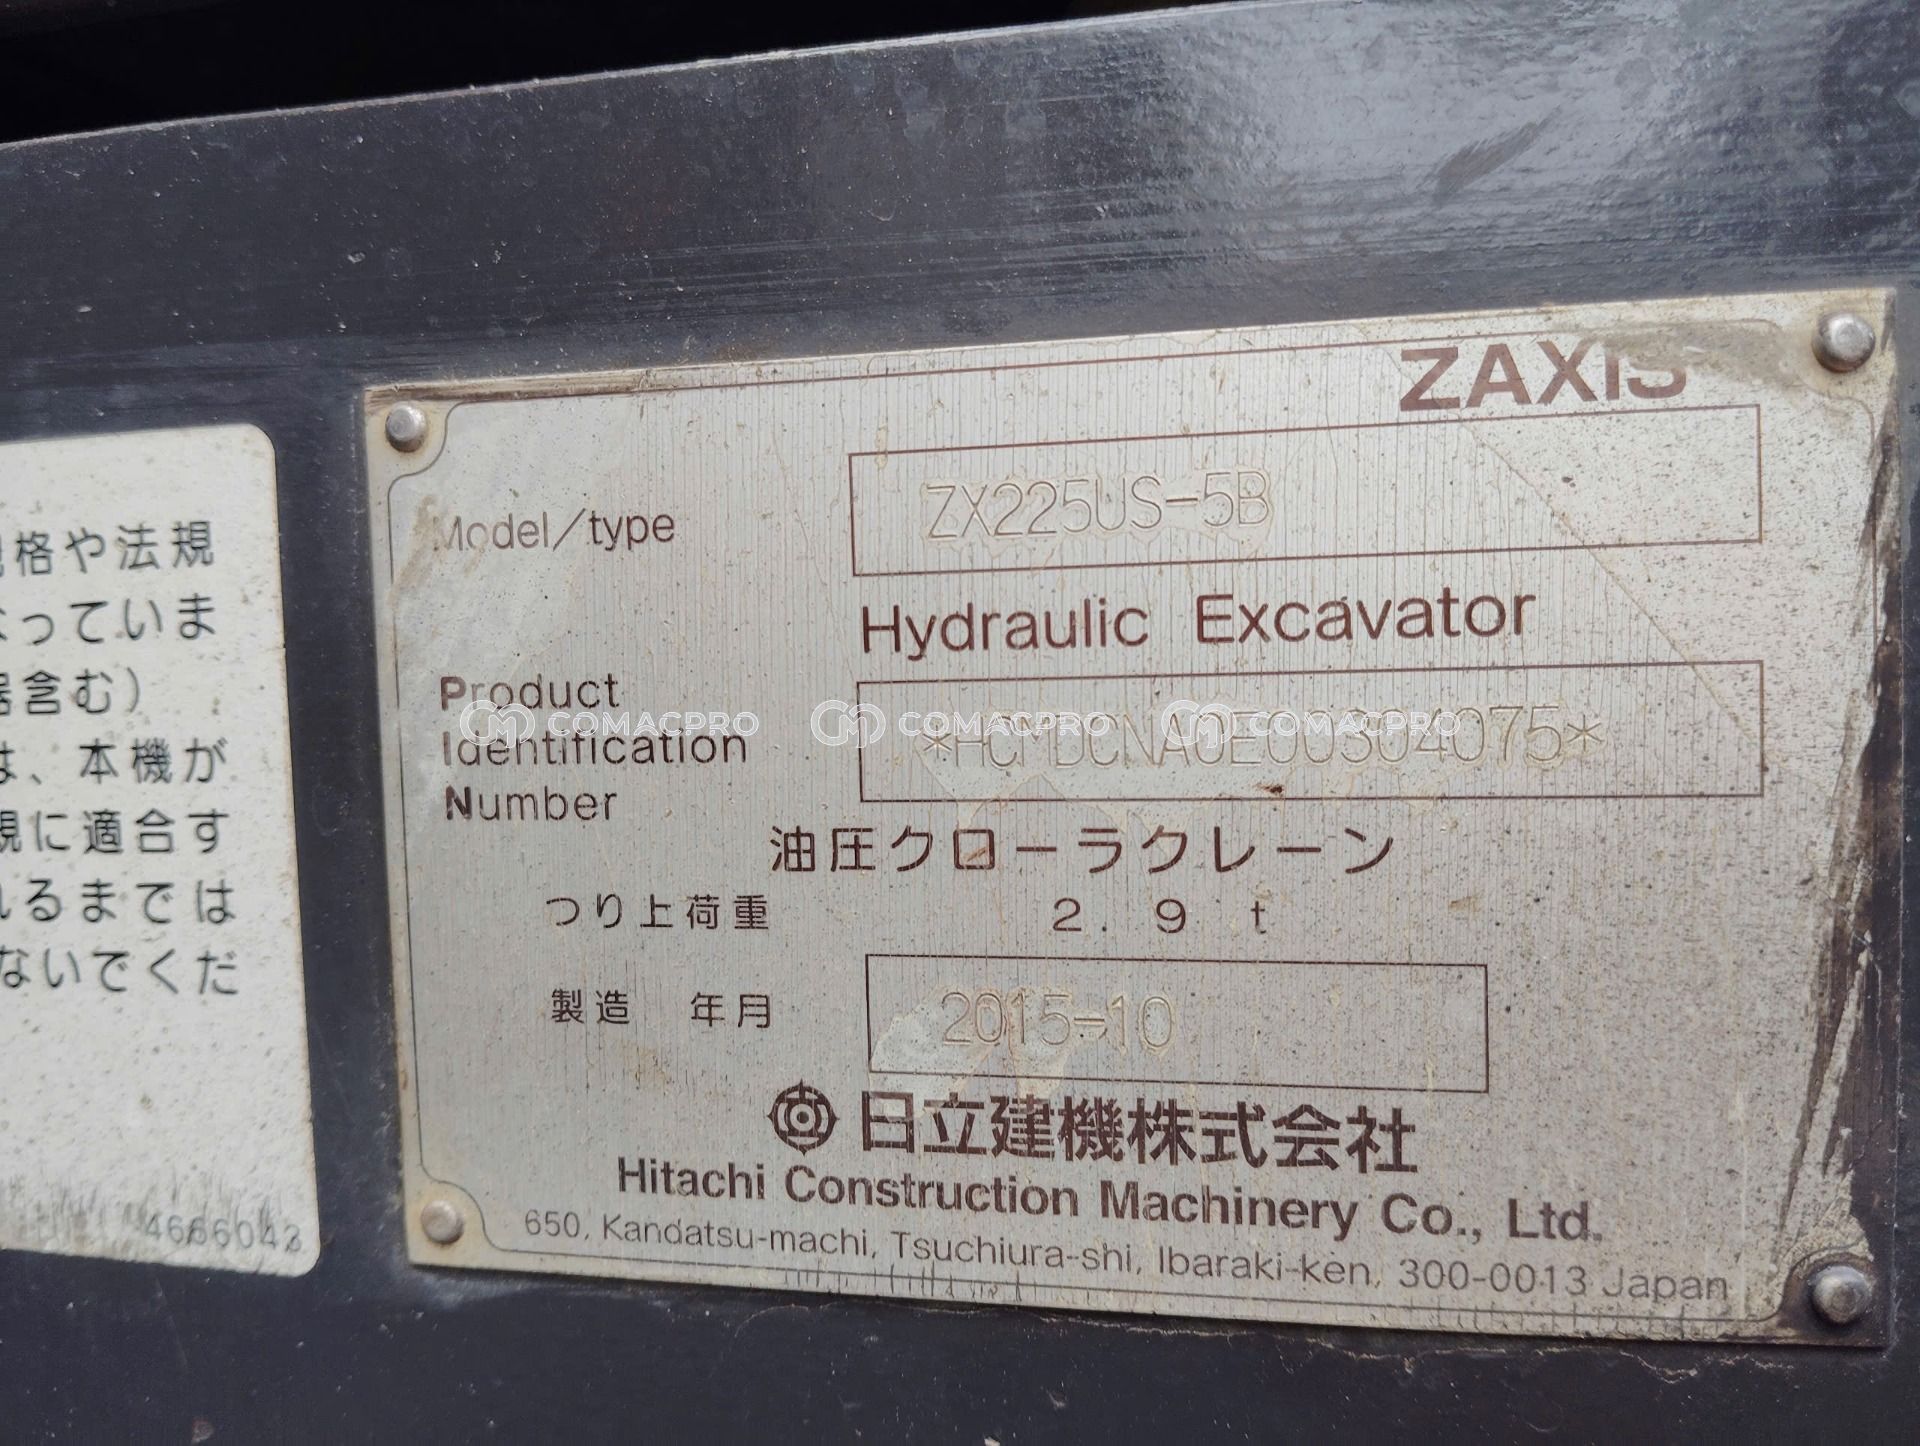 ZAXIS
Model/type ZX225US-5B
Hydraulic Excavator
Product
Identification
Number
*HCMDCNA0E00304075*
COMACPRO COMACPRO COMACPRO
油圧クローラクレーン
つり上荷重 2.9 t
製造 年月 2015-10
日立建機株式会社
Hitachi Construction Machinery Co., Ltd.
650, Kandatsu-machi, Tsuchiura-shi, Ibaraki-ken, 300-0013 Japan
格や法規
っていま
器含む)
は、本機が
規に適合す
れるまでは
ないでくだ
4666043